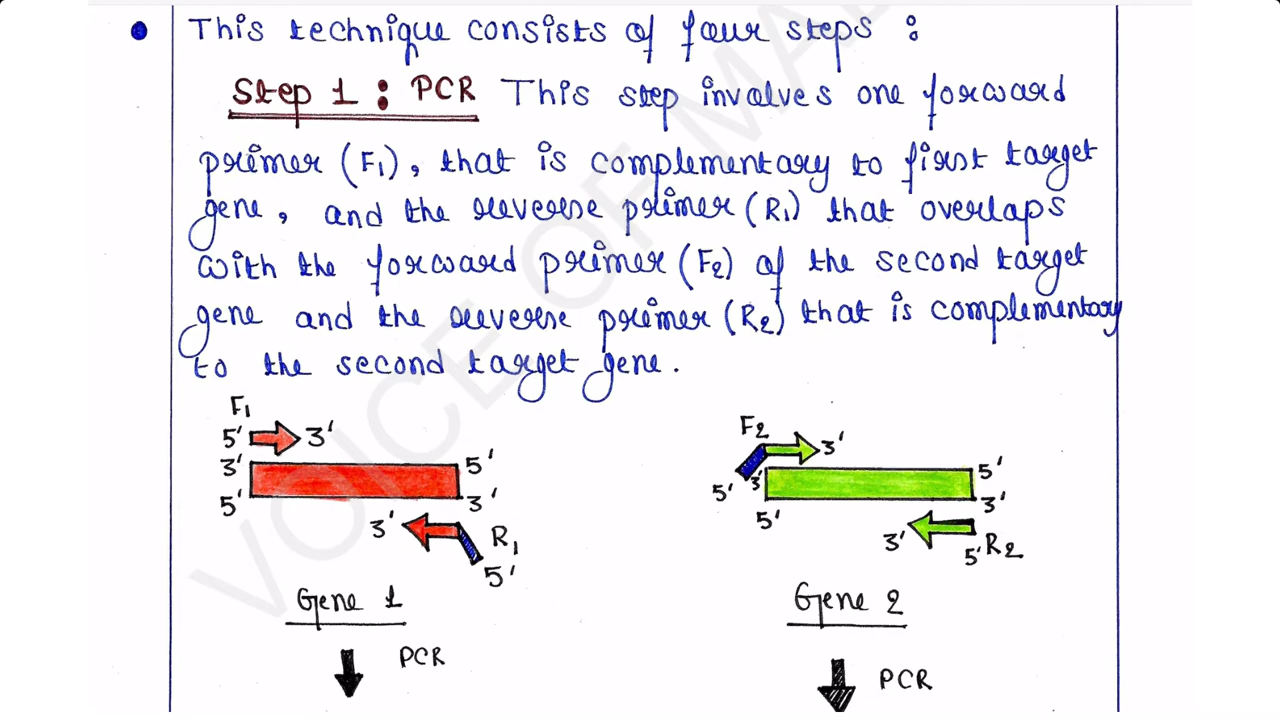 This technique consists of four steps :
Step 1 : PCR This step involves one forward
primer (F1), that is complementary to first target
gene, and the reverse primer (R1) that overlaps
with the forward primer (F2) of the second target
gene and the reverse primer (R2) that is complementary
to the second target gene.
F1
5' 3'
3' 5'
5' 3'
3' R1
5'
Gene 1
PCR
F2
3'
5' 3' 5'
5' 3'
3' 5' R2
Gene 2
PCR
VOICE OF MA